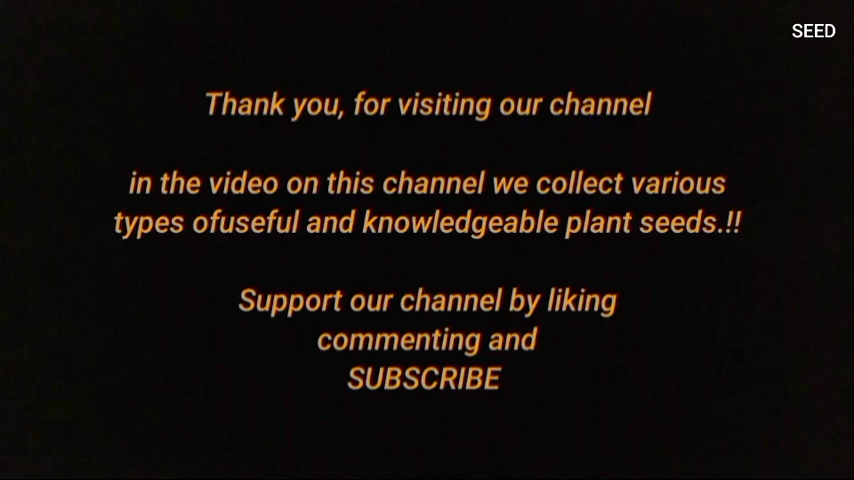 SEED
Thank you, for visiting our channel
in the video on this channel we collect various
types ofuseful and knowledgeable plant seeds.!!
Support our channel by liking
commenting and
SUBSCRIBE